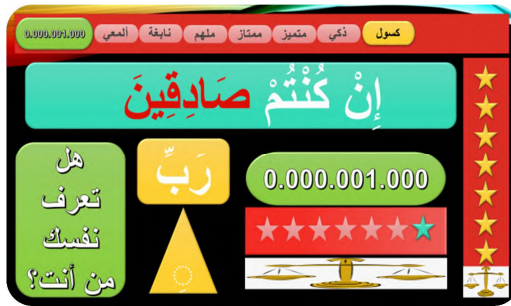 كسول
ذكي
متميز
ممتاز
ملهم
نابغة
ألمعي
0.000.001.000
إِنْ كُنْتُمْ صَادِقِينَ
هل
تعرف
نفسك
من أنت؟
رَبِّ
0.000.001.000